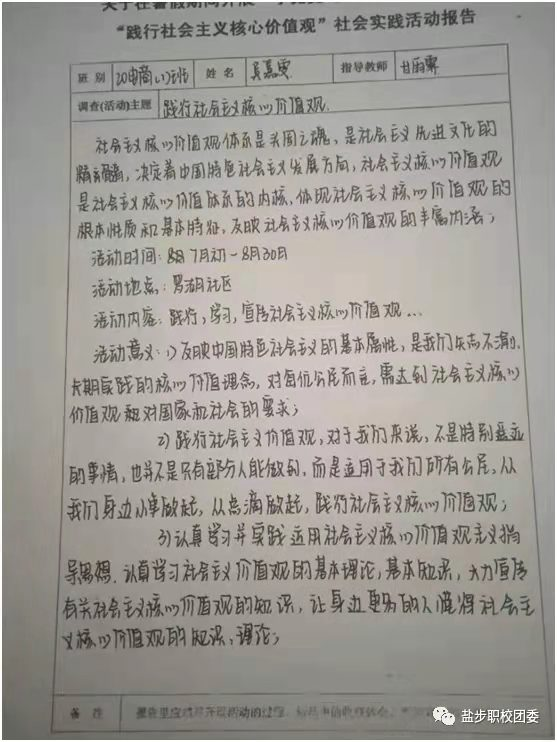 “践行社会主义核心价值观”社会实践活动报告
班 别 20电商(1)班 姓 名 吴嘉雯 指导教师
调查(活动)主题 践行社会主义核心价值观.
社会主义核心价值观体系是兴国之魂，是社会主义先进文化的
精髓，决定着中国特色社会主义发展方向，社会主义核心价值观
是社会主义核心价值体系的内核，体现社会主义核心价值观的
根本性质和基本特征，反映社会主义核心价值观的丰富内涵；
活动时间：8月7月初-8月30日
活动地点：罗湖社区
活动内容：践行，学习，宣传社会主义核心价值观...
活动意义：1)反映中国特色社会主义的基本属性，是我们矢志不渝，
长期实践的核心价值理念，对每位公民而言，需达到社会主义核心
价值观和对国家和社会的要求；
2)践行社会主义价值观，对于我们来说，不是特别遥远
的事情，也并不是只有部分人能做到，而是适用于我们所有公民，从
我们身边小事做起，从点滴做起，践行社会主义核心价值观；
3)认真学习并实践运用社会主义核心价值观主义指
导思想，认真学习社会主义价值观的基本理论，基本知识，大力宣传
有关社会主义核心价值观的知识，让身边更多的人懂得社会主
义核心价值观的知识，理论；
备 注
盐步职校团委